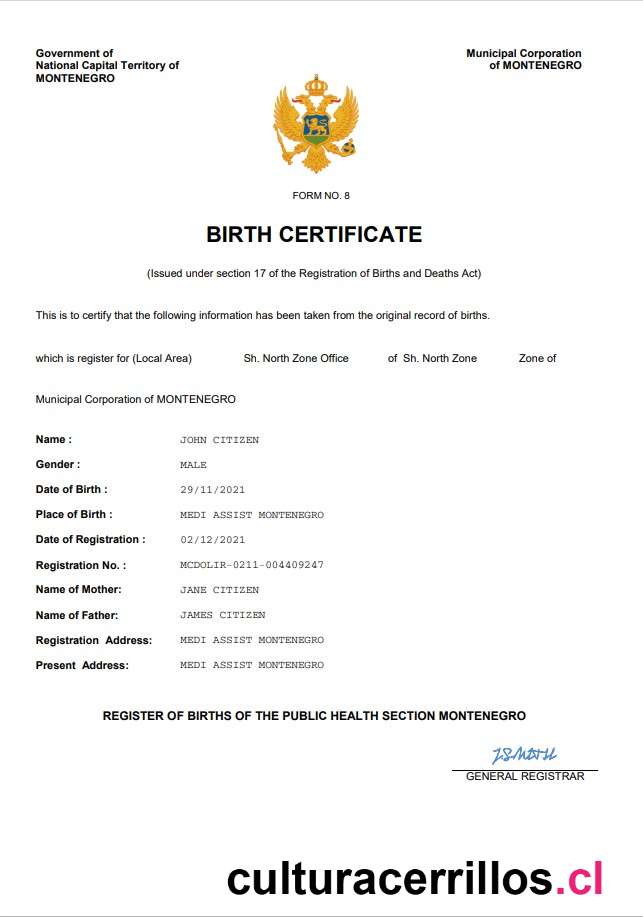 Government of
National Capital Territory of
MONTENEGRO
Municipal Corporation
of MONTENEGRO
FORM NO. 8
BIRTH CERTIFICATE
(Issued under section 17 of the Registration of Births and Deaths Act)
This is to certify that the following information has been taken from the original record of births.
which is register for (Local Area) Sh. North Zone Office of Sh. North Zone Zone of
Municipal Corporation of MONTENEGRO
Name : JOHN CITIZEN
Gender : MALE
Date of Birth : 29/11/2021
Place of Birth : MEDI ASSIST MONTENEGRO
Date of Registration : 02/12/2021
Registration No. : MCDOLIR-0211-004409247
Name of Mother: JANE CITIZEN
Name of Father: JAMES CITIZEN
Registration Address: MEDI ASSIST MONTENEGRO
Present Address: MEDI ASSIST MONTENEGRO
REGISTER OF BIRTHS OF THE PUBLIC HEALTH SECTION MONTENEGRO
GENERAL REGISTRAR
culturacerrillos.cl